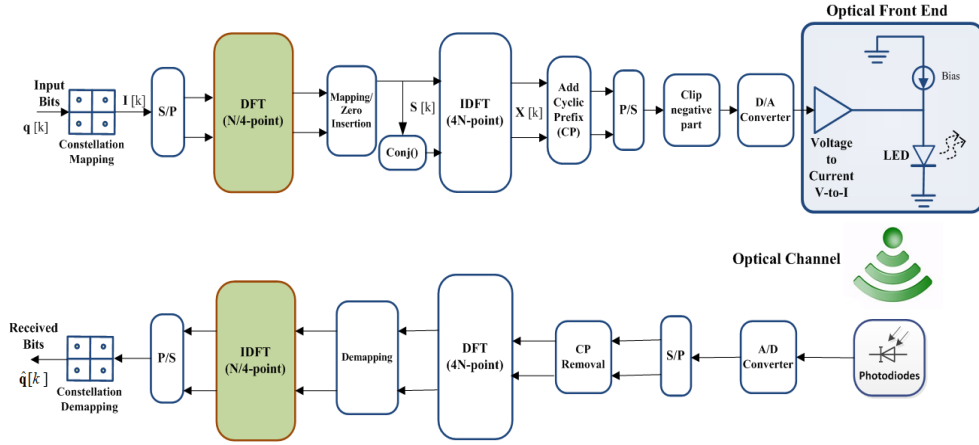 Optical Front End
Input
Bits
q [k]
Constellation
Mapping
I [k]
S/P
DFT
(N/4-point)
Mapping/
Zero
Insertion
S [k]
Conj()
IDFT
(4N-point)
X [k]
Add
Cyclic
Prefix
(CP)
P/S
Clip
negative
part
D/A
Converter
Bias
Voltage
to
Current
V-to-I
LED
Optical Channel
Received
Bits
q̂[k]
Constellation
Demapping
P/S
IDFT
(N/4-point)
Demapping
DFT
(4N-point)
CP
Removal
S/P
A/D
Converter
Photodiodes